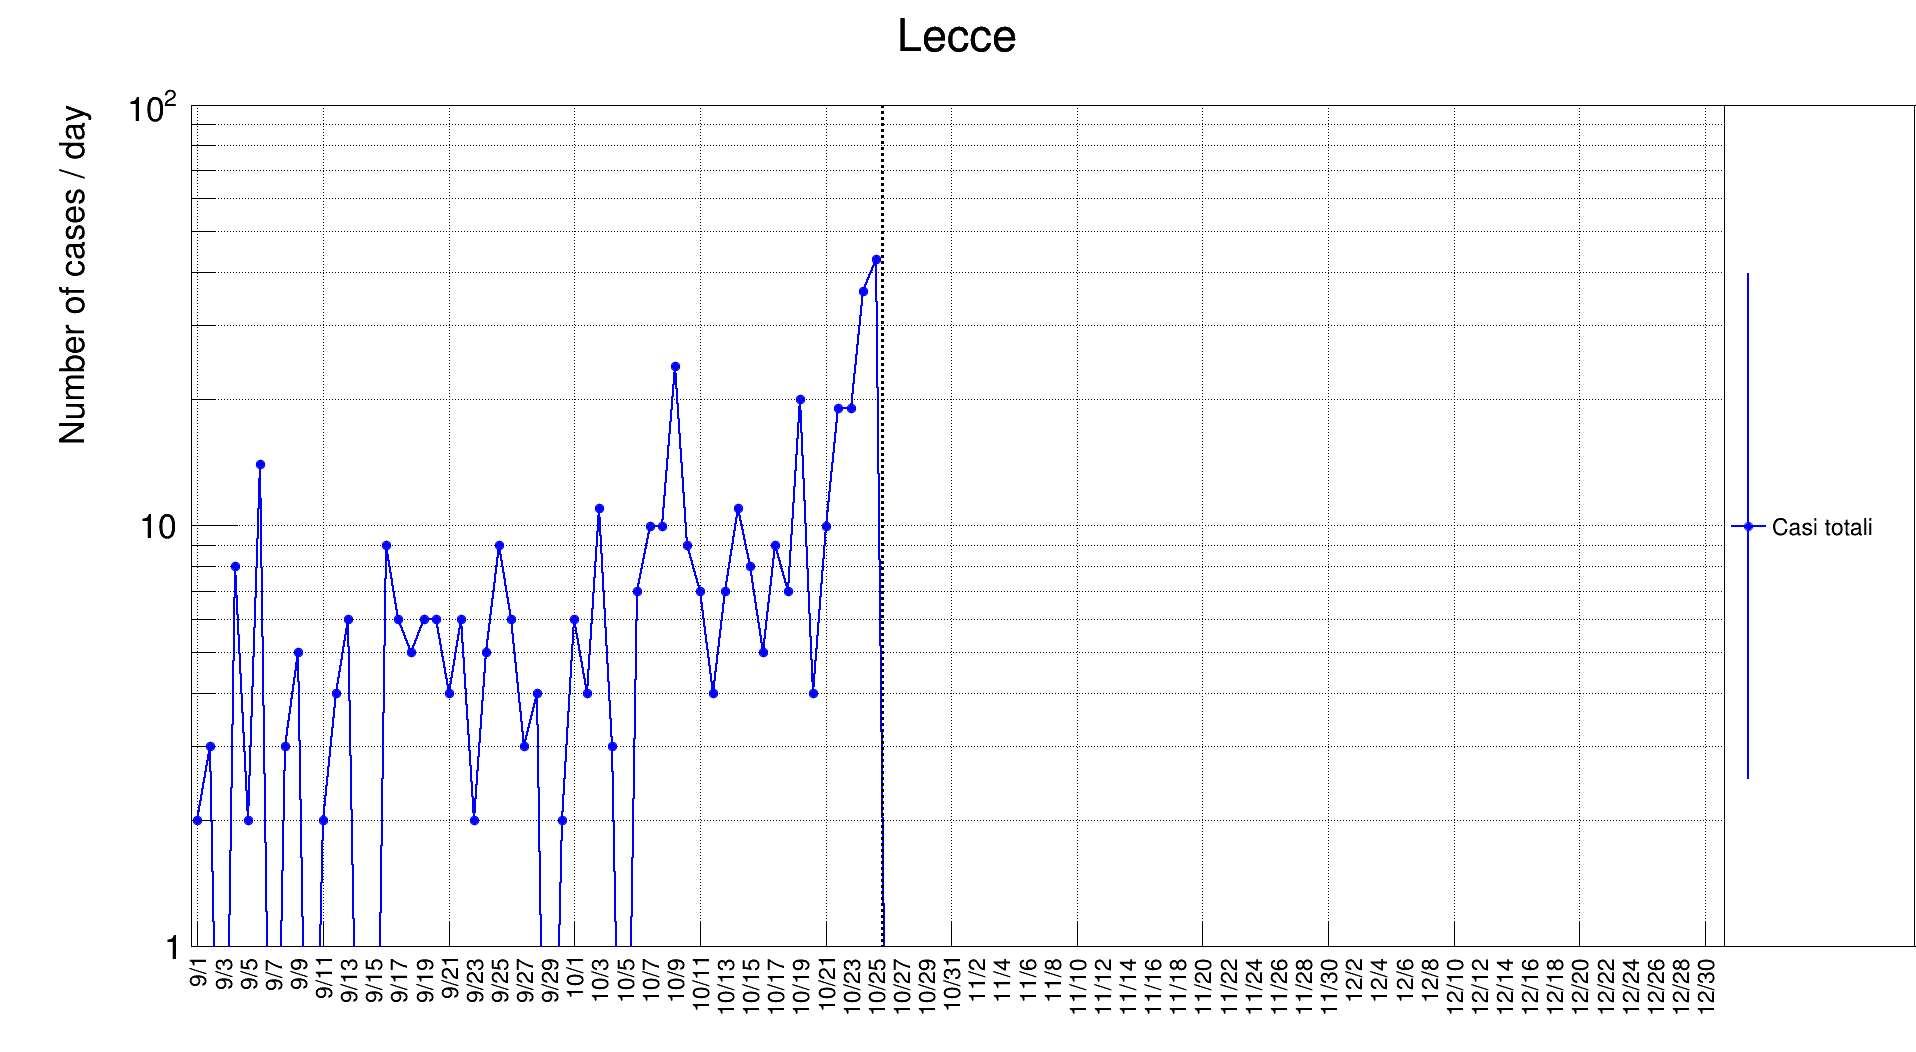 Lecce
Number of cases / day
10²
10
1
9/1 9/3 9/5 9/7 9/9 9/11 9/13 9/15 9/17 9/19 9/21 9/23 9/25 9/27 9/29 10/1 10/3 10/5 10/7 10/9 10/11 10/13 10/15 10/17 10/19 10/21 10/23 10/25 10/27 10/29 10/31 11/2 11/4 11/6 11/8 11/10 11/12 11/14 11/16 11/18 11/20 11/22 11/24 11/26 11/28 11/30 12/2 12/4 12/6 12/8 12/10 12/12 12/14 12/16 12/18 12/20 12/22 12/24 12/26 12/28 12/30
Casi totali